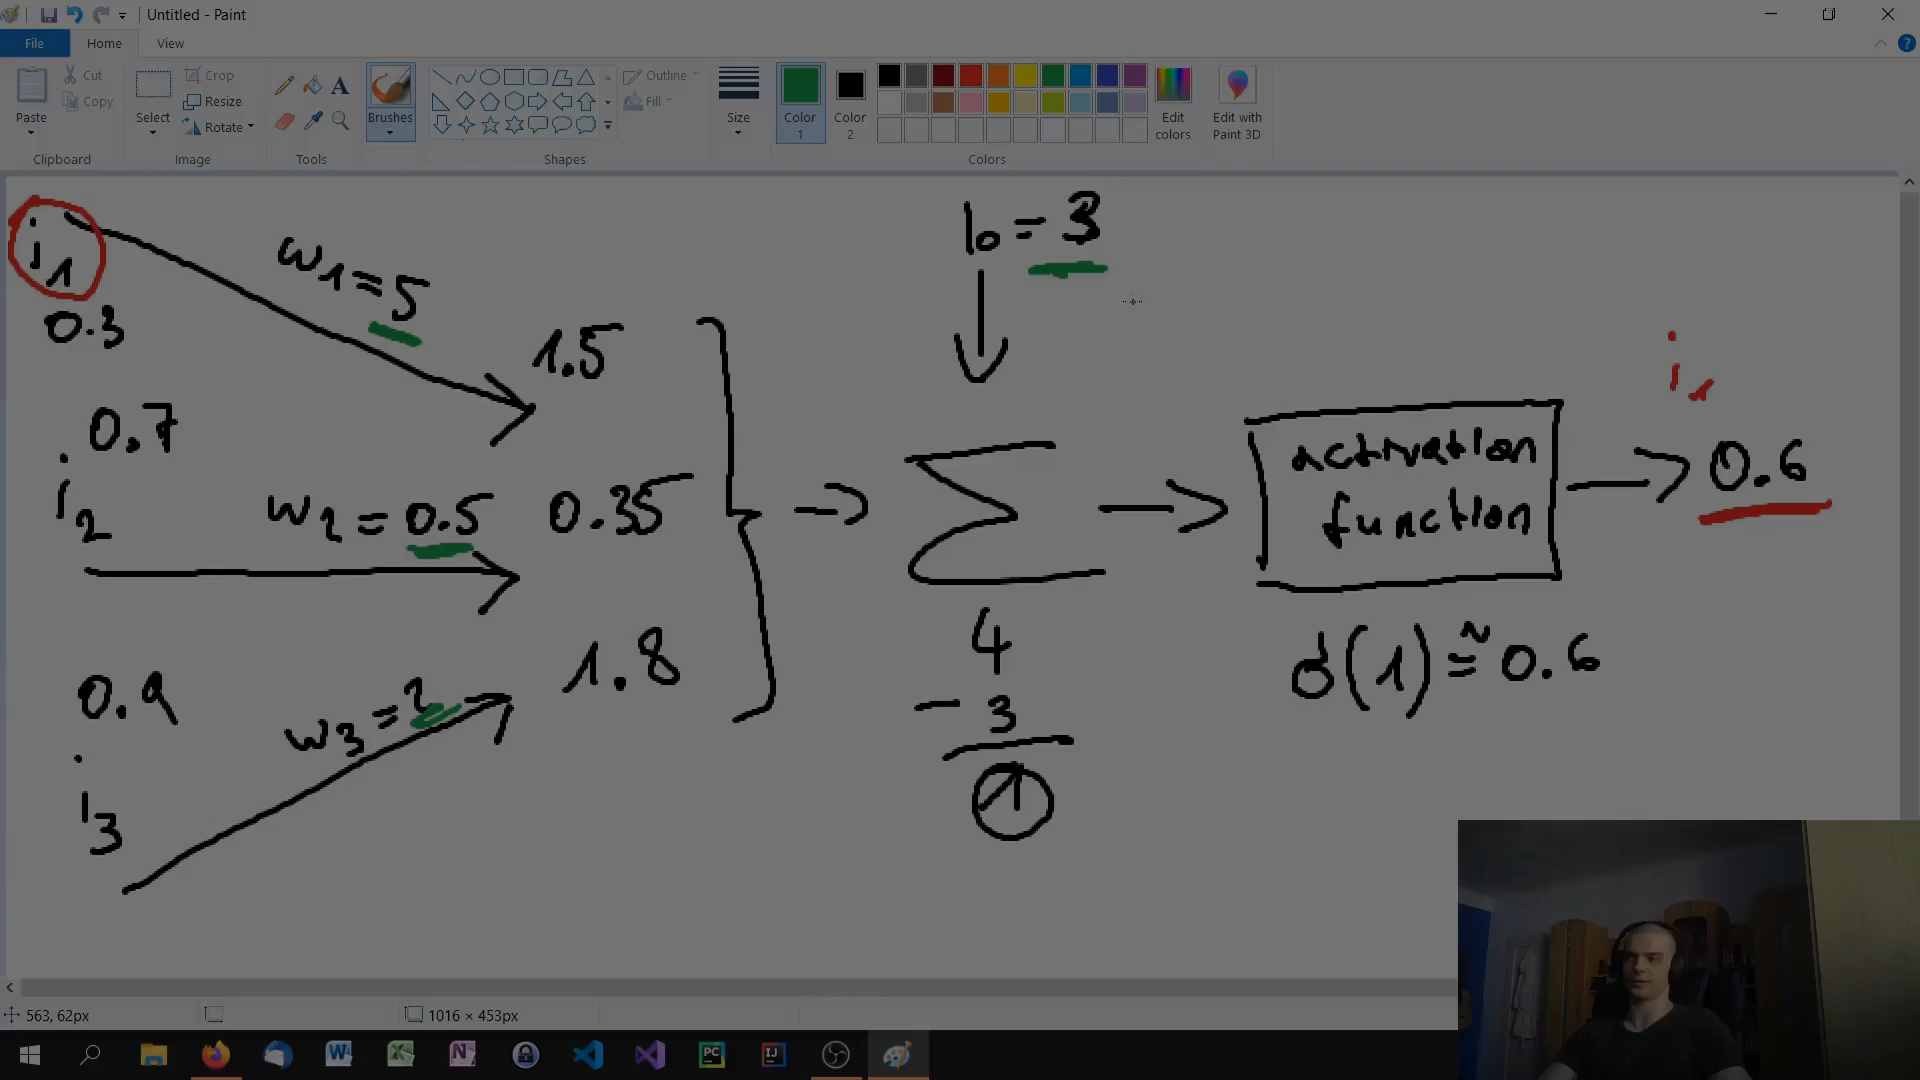 Untitled - Paint
File Home View
Cut
Copy
Paste
Crop
Resize
Rotate
Select
A
Brushes
Outline
Fill
Size
Color 1
Color 2
Edit colors
Edit with Paint 3D
Clipboard
Image
Tools
Shapes
Colors
i1
0.3
w1=5
1.5
b=3
0.7
i2
w2=0.5
0.35
Σ
activation
function
i1
0.6
0.9
i3
w3=2
1.8
4
-3
1
σ(1)≅0.6
563, 62px
1016 × 453px
W
X
N
PC
IJ